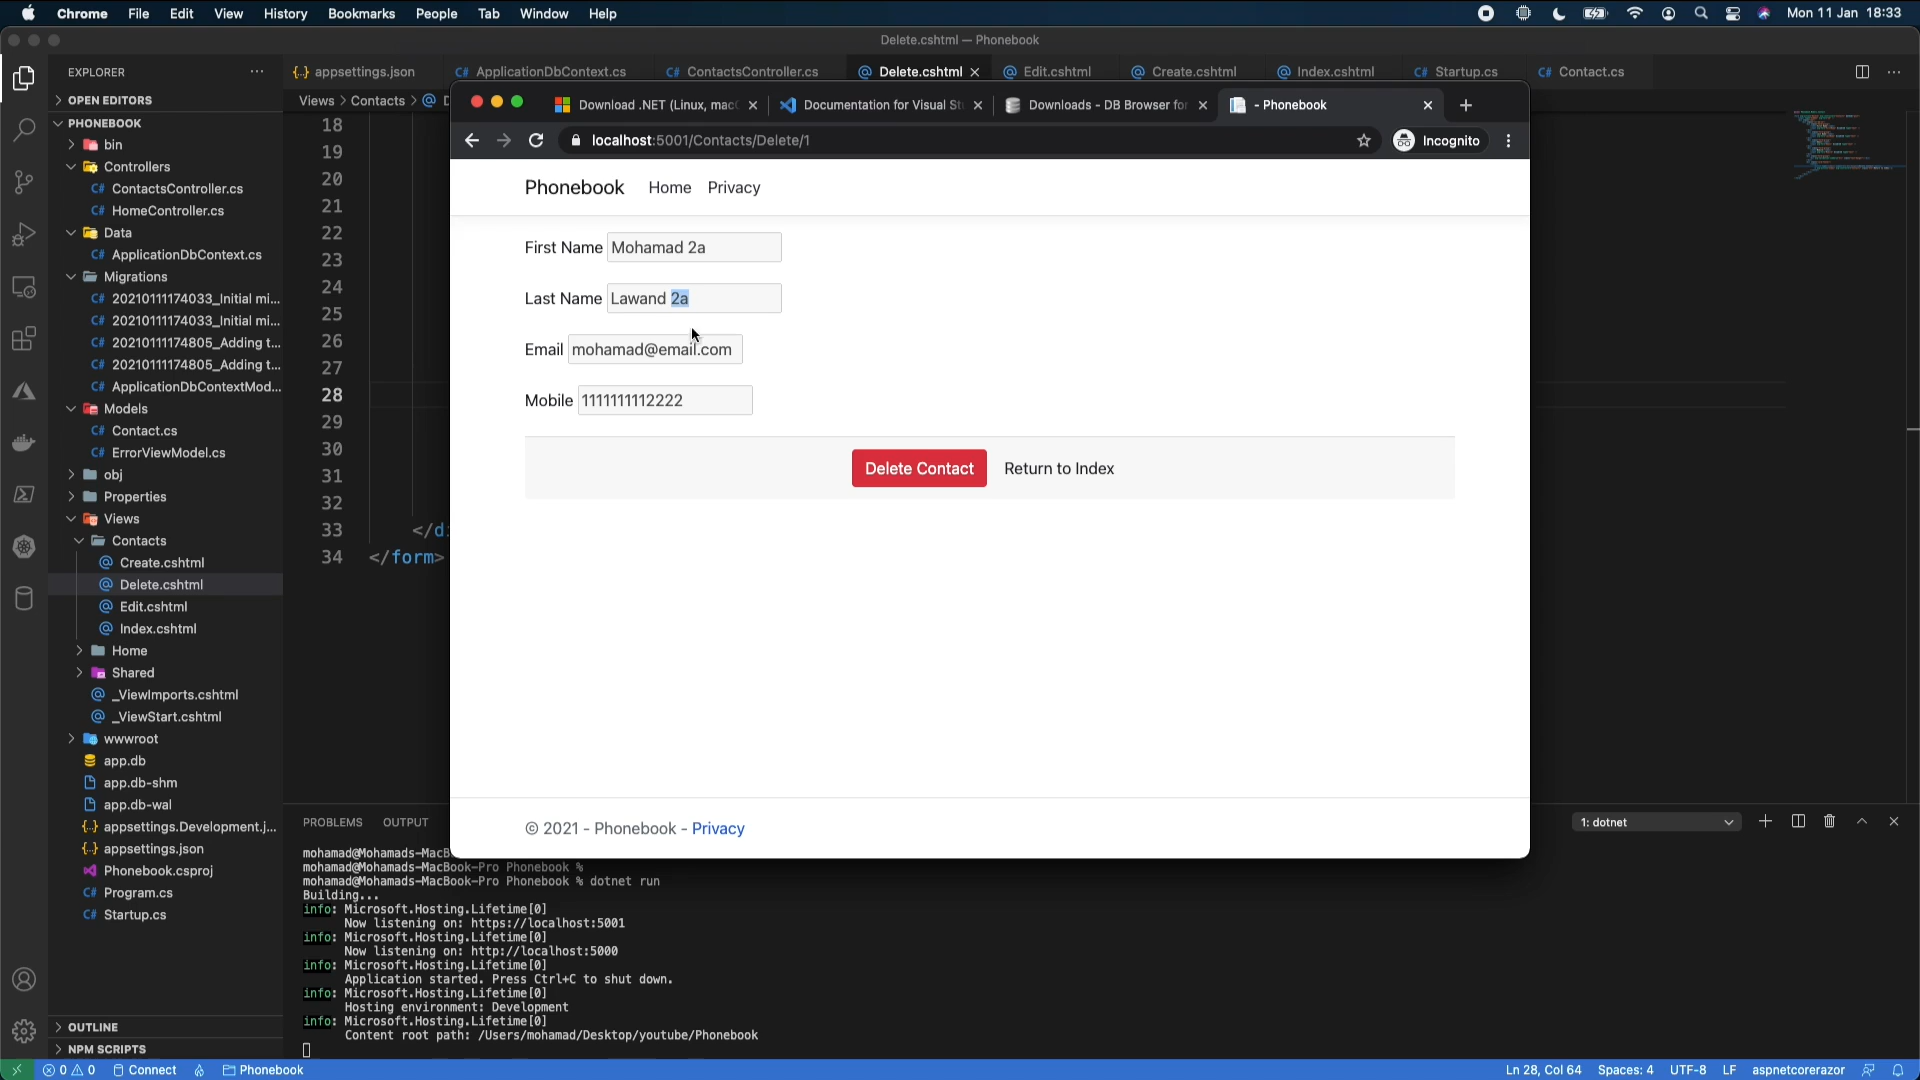 Chrome File Edit View History Bookmarks People Tab Window Help
Mon 11 Jan 18:33
Delete.cshtml — Phonebook
EXPLORER
appsettings.json
ApplicationDbContext.cs
ContactsController.cs
Delete.cshtml
Edit.cshtml
Create.cshtml
Index.cshtml
Startup.cs
Contact.cs
OPEN EDITORS
PHONEBOOK
bin
Controllers
ContactsController.cs
HomeController.cs
Data
ApplicationDbContext.cs
Migrations
20210111174033_Initial mi...
20210111174033_Initial mi...
20210111174805_Adding t...
20210111174805_Adding t...
ApplicationDbContextMod...
Models
Contact.cs
ErrorViewModel.cs
obj
Properties
Views
Contacts
Create.cshtml
Delete.cshtml
Edit.cshtml
Index.cshtml
Home
Shared
_ViewImports.cshtml
_ViewStart.cshtml
wwwroot
app.db
app.db-shm
app.db-wal
appsettings.Development.j...
appsettings.json
Phonebook.csproj
Program.cs
Startup.cs
OUTLINE
NPM SCRIPTS
Views > Contacts >
18
19
20
21
22
23
24
25
26
27
28
29
30
31
32
33 </di
34 </form>
Download .NET (Linux, mac
Documentation for Visual St
Downloads - DB Browser for
- Phonebook
localhost:5001/Contacts/Delete/1
Incognito
Phonebook Home Privacy
First Name Mohamad 2a
Last Name Lawand 2a
Email mohamad@email.com
Mobile 1111111112222
Delete Contact Return to Index
© 2021 - Phonebook - Privacy
PROBLEMS OUTPUT
1: dotnet
mohamad@Mohamads-MacB
mohamad@Mohamads-MacBook-Pro Phonebook %
mohamad@Mohamads-MacBook-Pro Phonebook % dotnet run
Building...
info: Microsoft.Hosting.Lifetime[0]
Now listening on: https://localhost:5001
info: Microsoft.Hosting.Lifetime[0]
Now listening on: http://localhost:5000
info: Microsoft.Hosting.Lifetime[0]
Application started. Press Ctrl+C to shut down.
info: Microsoft.Hosting.Lifetime[0]
Hosting environment: Development
info: Microsoft.Hosting.Lifetime[0]
Content root path: /Users/mohamad/Desktop/youtube/Phonebook
0 0 Connect Phonebook
Ln 28, Col 64 Spaces: 4 UTF-8 LF aspnetcorerazor